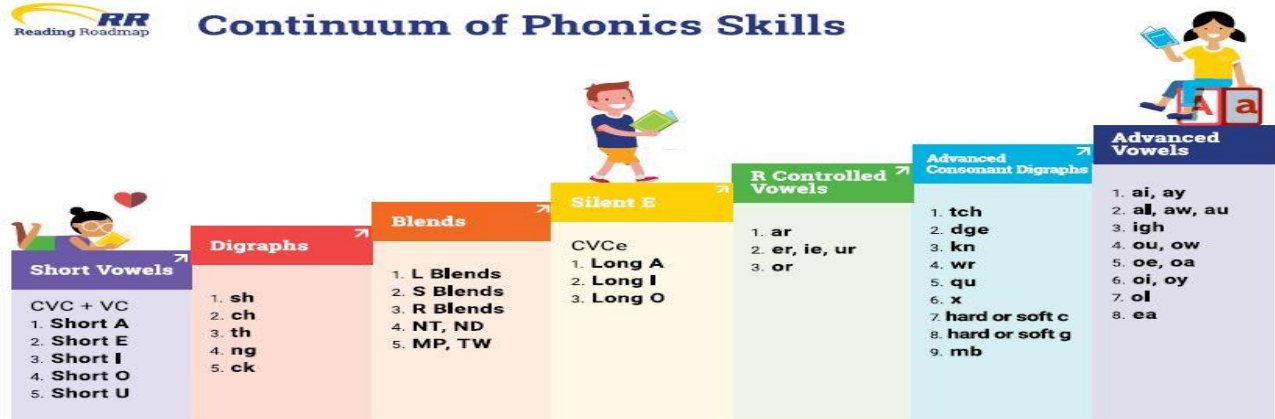 RR
Reading Roadmap
Continuum of Phonics Skills
Short Vowels
CVC + VC
1. Short A
2. Short E
3. Short I
4. Short O
5. Short U
Digraphs
1. sh
2. ch
3. th
4. ng
5. ck
Blends
1. L Blends
2. S Blends
3. R Blends
4. NT, ND
5. MP, TW
Silent E
CVCe
1. Long A
2. Long I
3. Long O
R Controlled
Vowels
1. ar
2. er, ie, ur
3. or
Advanced
Consonant Digraphs
1. tch
2. dge
3. kn
4. wr
5. qu
6. x
7. hard or soft c
8. hard or soft g
9. mb
A a
Advanced
Vowels
1. ai, ay
2. al, aw, au
3. igh
4. ou, ow
5. oe, oa
6. oi, oy
7. ol
8. ea